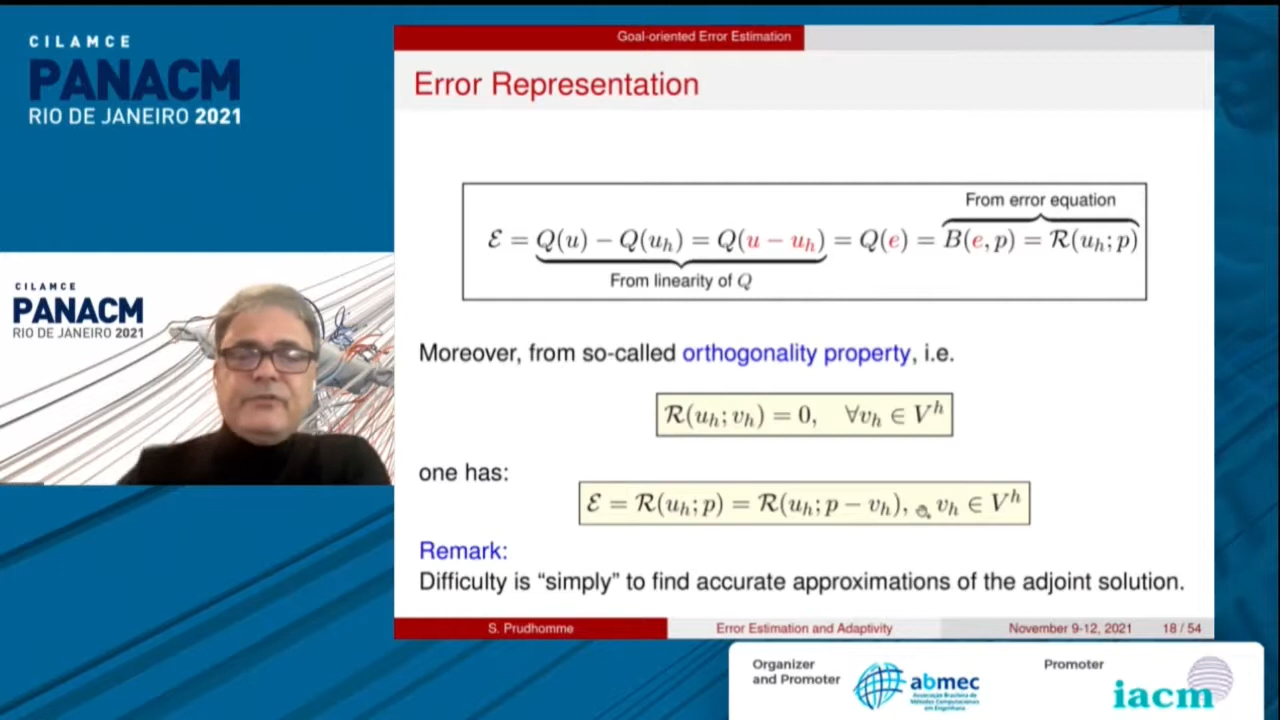 CILAMCE
PANACM
RIO DE JANEIRO 2021
CILAMCE
PANACM
RIO DE JANEIRO 2021
Goal-oriented Error Estimation
Error Representation
From error equation
ℰ = Q(u) − Q(u_h) = Q(u − u_h) = Q(e) = B(e, p) = ℛ(u_h; p)
From linearity of Q
Moreover, from so-called orthogonality property, i.e.
ℛ(u_h; v_h) = 0, ∀v_h ∈ V^h
one has:
ℰ = ℛ(u_h; p) = ℛ(u_h; p − v_h), v_h ∈ V^h
Remark:
Difficulty is “simply” to find accurate approximations of the adjoint solution.
S. Prudhomme
Error Estimation and Adaptivity
November 9-12, 2021
18 / 54
Organizer
and Promoter
abmec
Associação Brasileira de
Métodos Computacionais
em Engenharia
Promoter
iacm